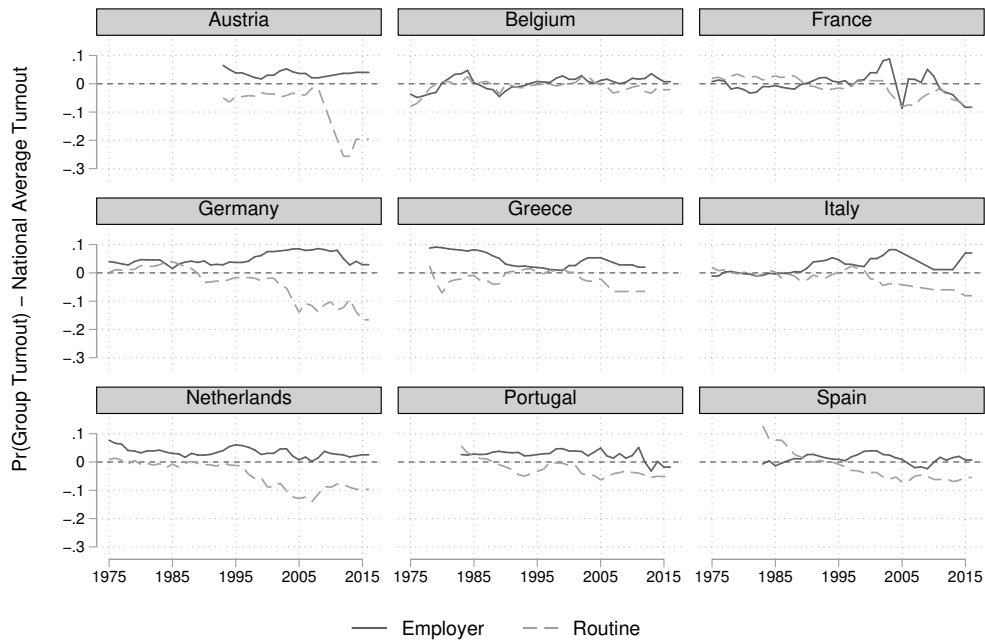 Pr(Group Turnout) − National Average Turnout
Austria
Belgium
France
.1
0
−.1
−.2
−.3
Germany
Greece
Italy
.1
0
−.1
−.2
−.3
Netherlands
Portugal
Spain
.1
0
−.1
−.2
−.3
1975 1985 1995 2005 2015
1975 1985 1995 2005 2015
1975 1985 1995 2005 2015
Employer
Routine